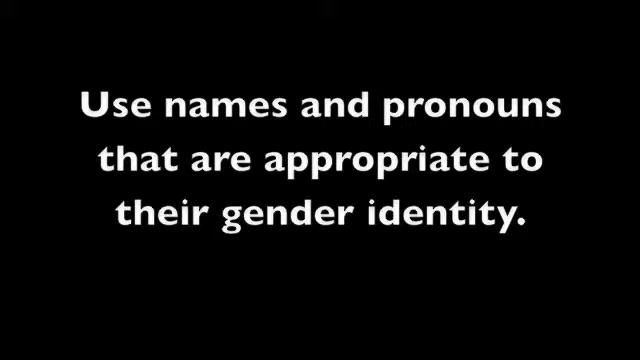 Use names and pronouns
that are appropriate to
their gender identity.